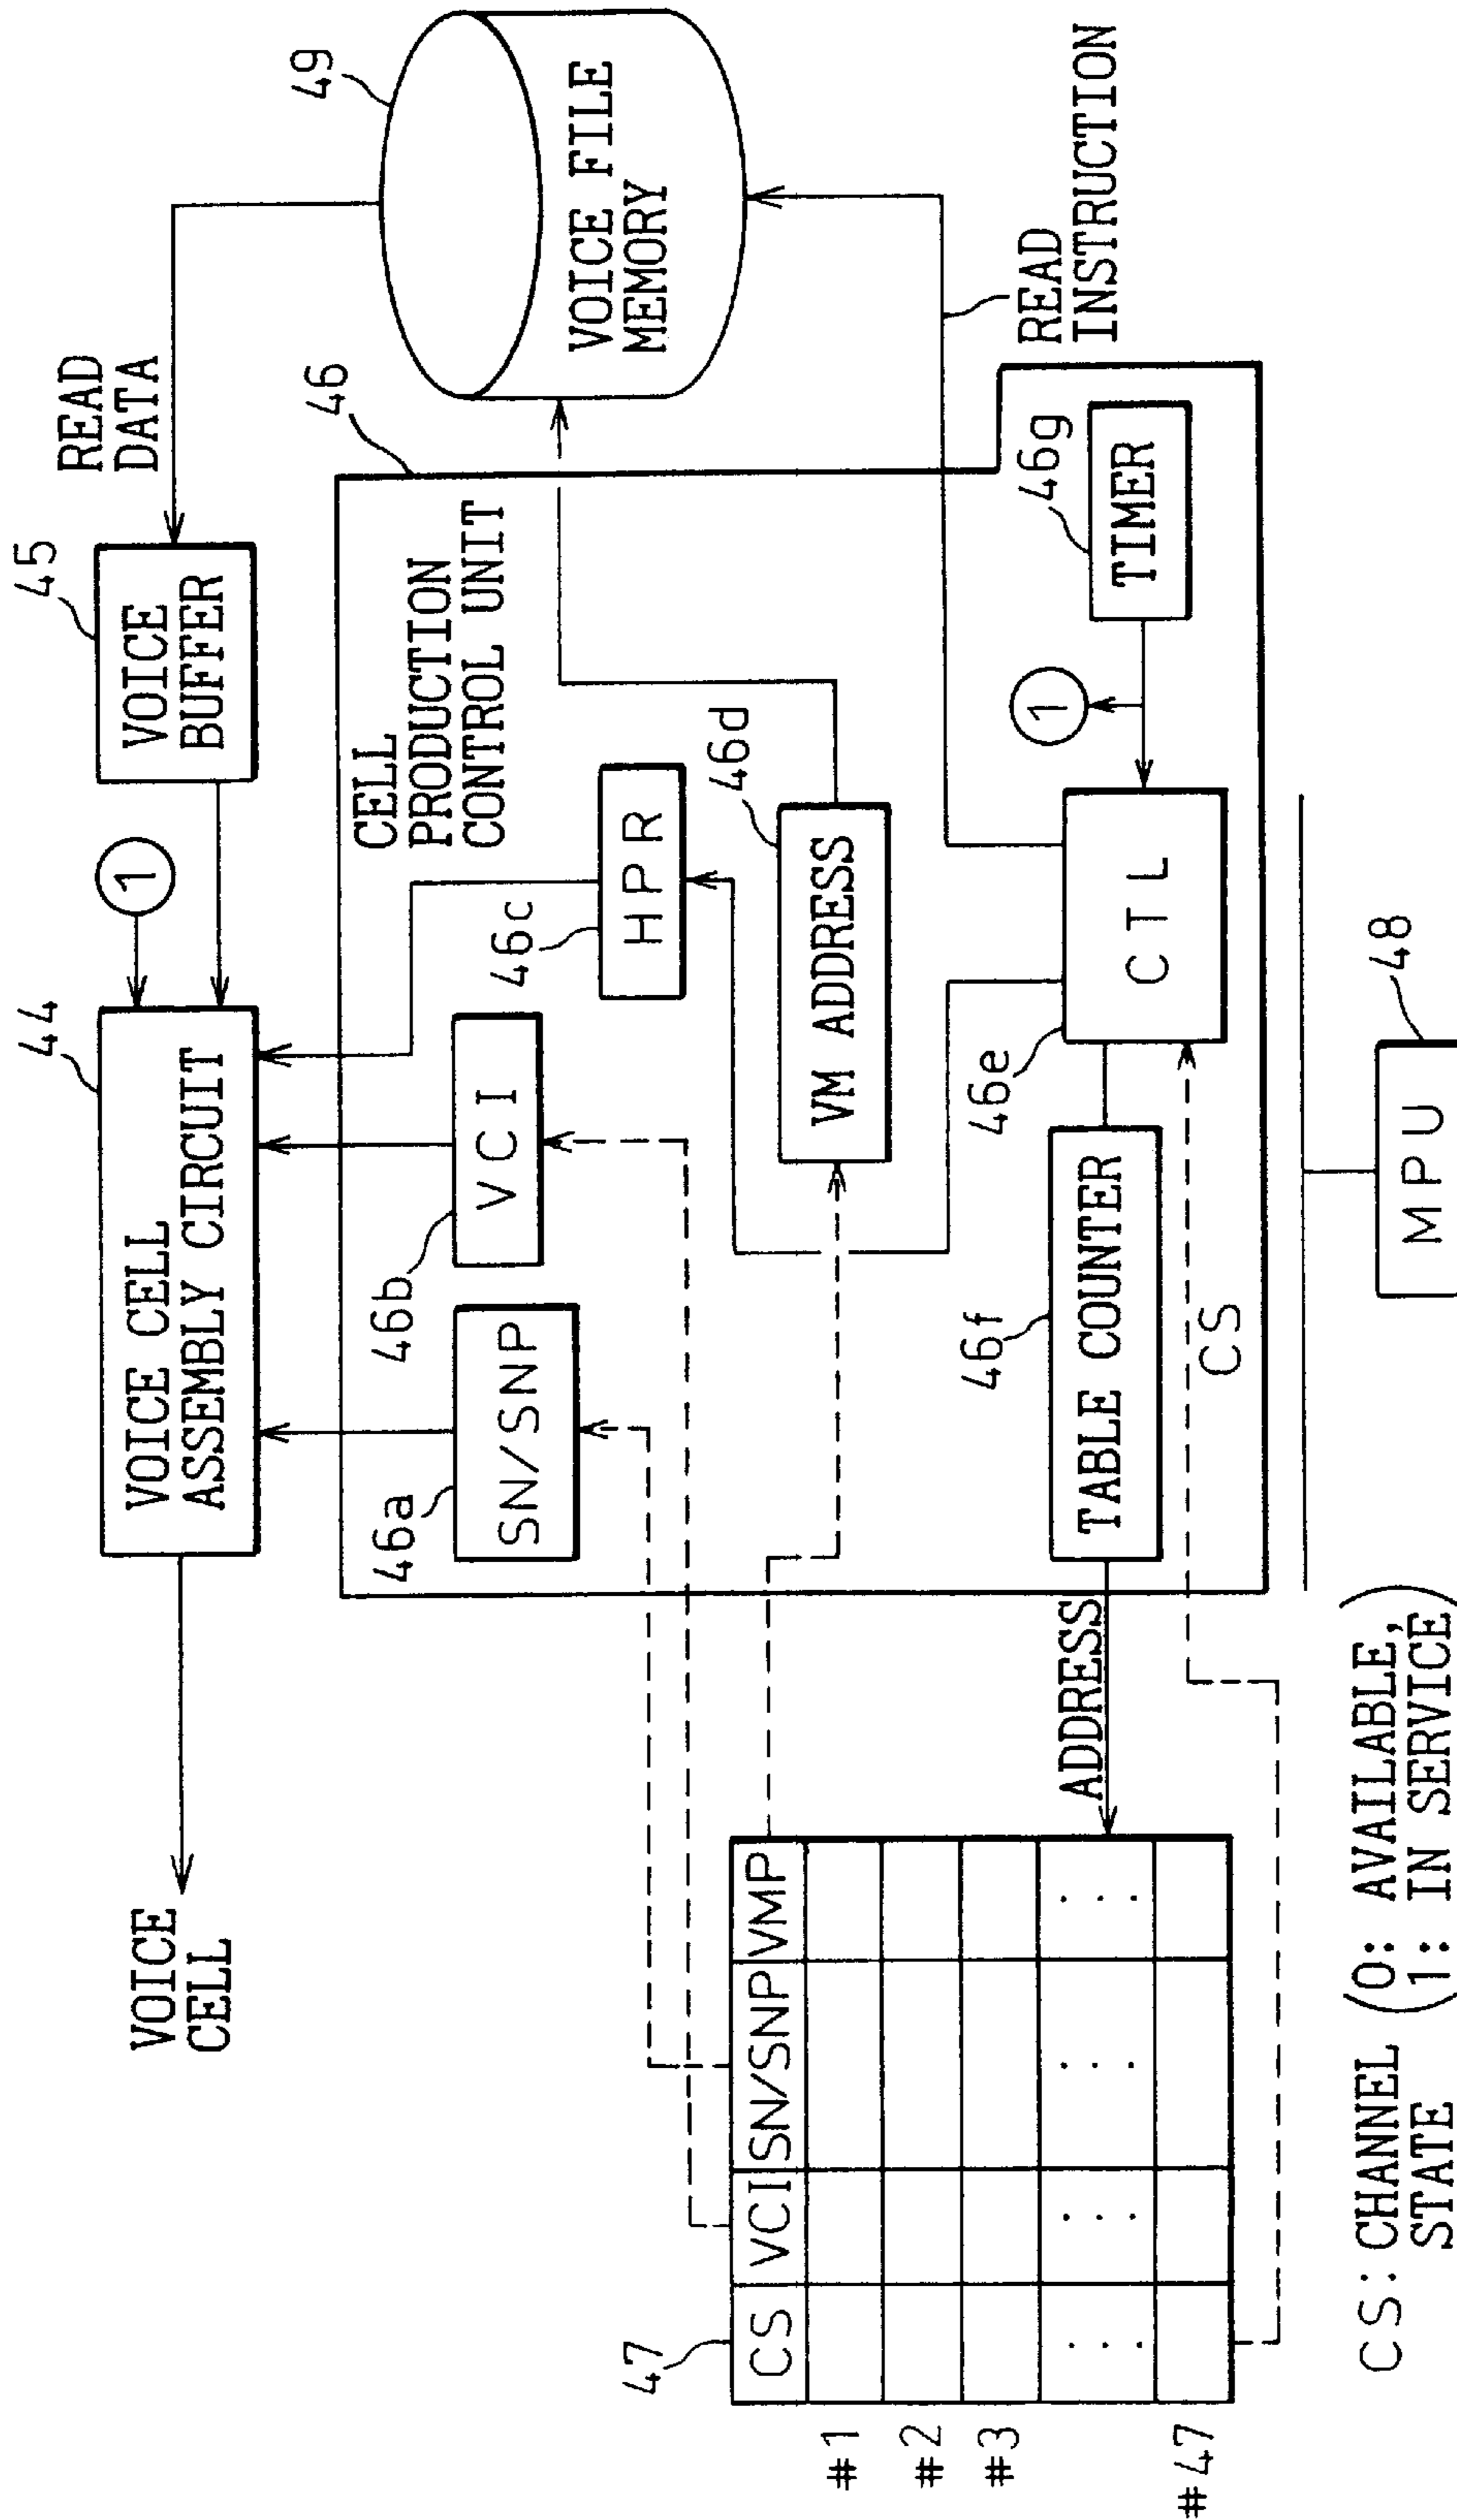 44
45
49
VOICE CELL
ASSEMBLY CIRCUIT
1
VOICE
BUFFER
READ
DATA
VOICE
CELL
46
CELL
PRODUCTION
CONTROL UNIT
46a
SN/SNP
46b
VCI
46c
HPR
VOICE FILE
MEMORY
47
CS
VCI
SN/SNP
VMP
#1
#2
#3
#47
46d
VM ADDRESS
ADDRESS
46f
TABLE COUNTER
46e
CTL
1
46g
TIMER
READ
INSTRUCTION
CS
48
MPU
CS: CHANNEL (0: AVAILABLE,)
STATE 1: IN SERVICE